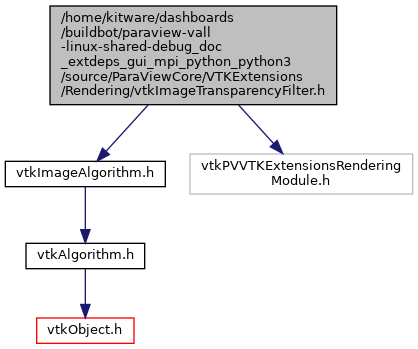 /home/kitware/dashboards
/buildbot/paraview-vall
-linux-shared-debug_doc
_extdeps_gui_mpi_python_python3
/source/ParaViewCore/VTKExtensions
/Rendering/vtkImageTransparencyFilter.h
vtkImageAlgorithm.h
vtkPVVTKExtensionsRendering
Module.h
vtkAlgorithm.h
vtkObject.h